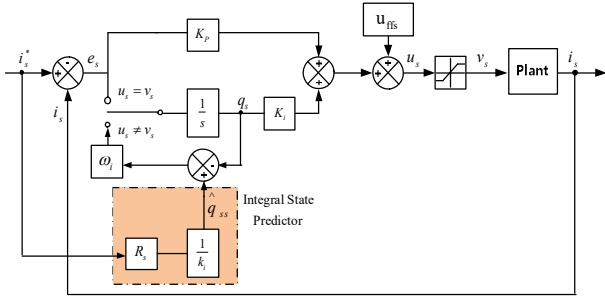 u_ffs
i_s^*
e_s
K_P
u_s
v_s
Plant
i_s
i_s
u_s = v_s
u_s ≠ v_s
1/s
q_s
K_i
ω_i
Integral State
Predictor
q̂_ss
R_s
1/k_i